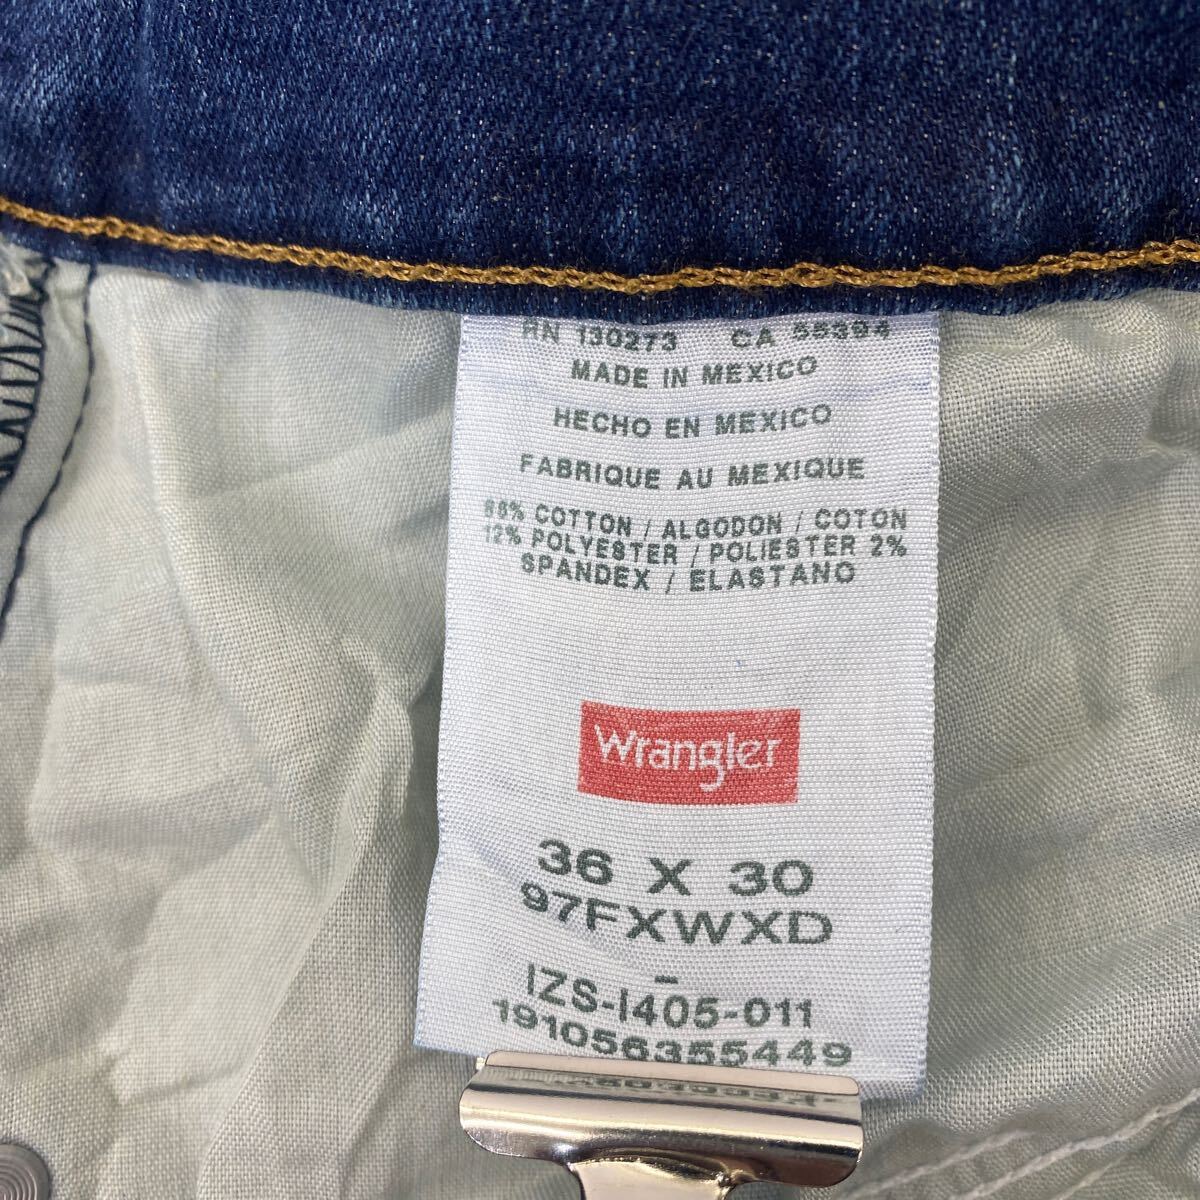 RN 130273 CA 55394
MADE IN MEXICO
HECHO EN MEXICO
FABRIQUE AU MEXIQUE
86% COTTON / ALGODON / COTON
12% POLYESTER / POLIESTER 2%
SPANDEX / ELASTANO
Wrangler
36 X 30
97FXWXD
-
IZS-I405-011
191056355449